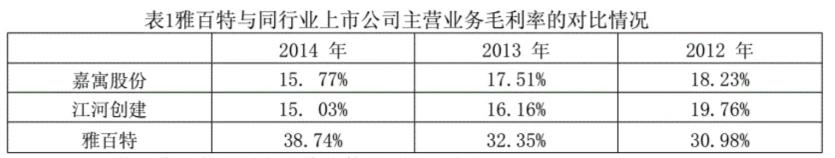 表1雅百特与同行业上市公司主营业务毛利率的对比情况
2014 年 2013 年 2012 年
嘉寓股份 15. 77% 17.51% 18.23%
江河创建 15. 03% 16.16% 19.76%
雅百特 38.74% 32.35% 30.98%